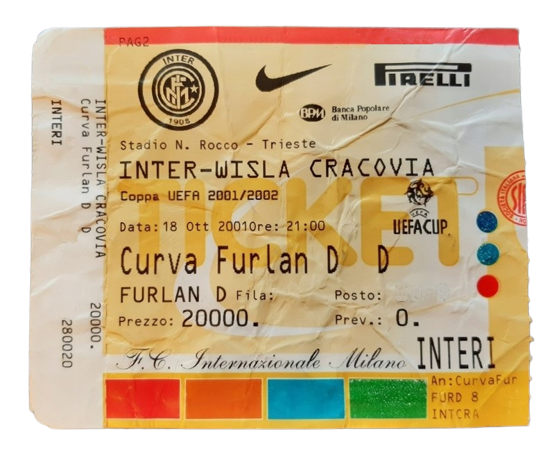 PAG2
INTER
1908
PIRELLI
BPM Banca Popolare
di Milano
Stadio N. Rocco - Trieste
INTER-WISLA CRACOVIA
Coppa UEFA 2001/2002
TICKET
UEFA CUP
Data:18 Ott 2001Ore: 21:00
Curva Furlan D D
FURLAN D Fila: Posto:
Prezzo: 20000. Prev.: 0.
F.C. Internazionale Milano INTERI
An:CurvaFur
FURD 8
INTCRA
INTER-WISLA CRACOVIA 20000.
Curva Furlan D D
INTERI 280020